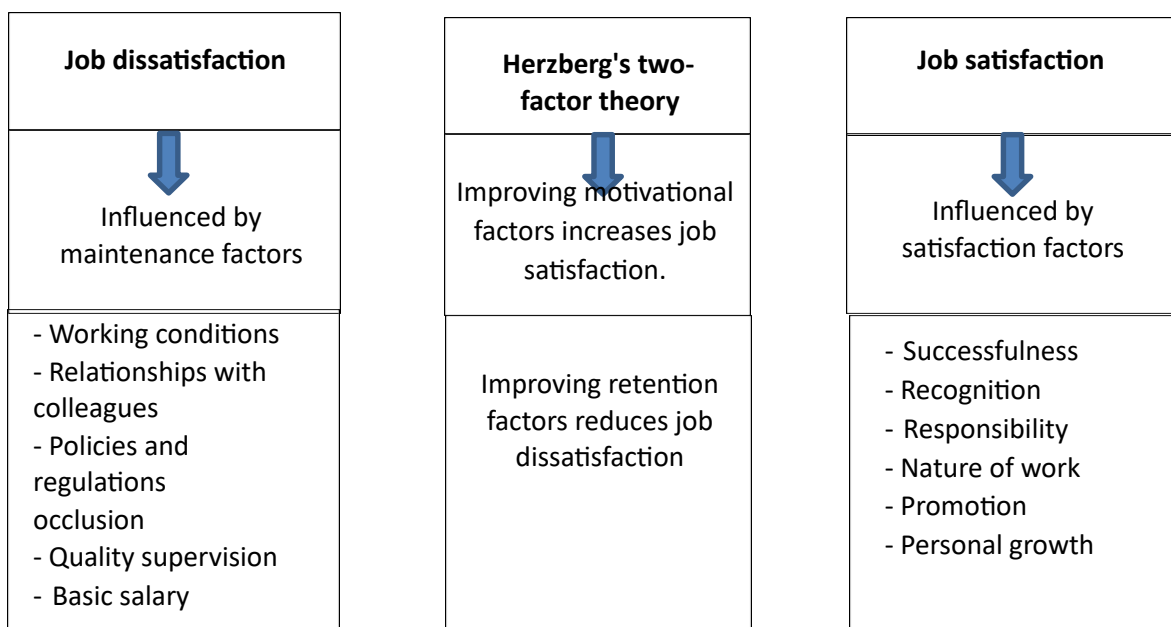 Job dissatisfaction
Influenced by
maintenance factors
- Working conditions
- Relationships with
colleagues
- Policies and
regulations
occlusion
- Quality supervision
- Basic salary
Herzberg's two-
factor theory
Improving motivational
factors increases job
satisfaction.
Improving retention
factors reduces job
dissatisfaction
Job satisfaction
Influenced by
satisfaction factors
- Successfulness
- Recognition
- Responsibility
- Nature of work
- Promotion
- Personal growth